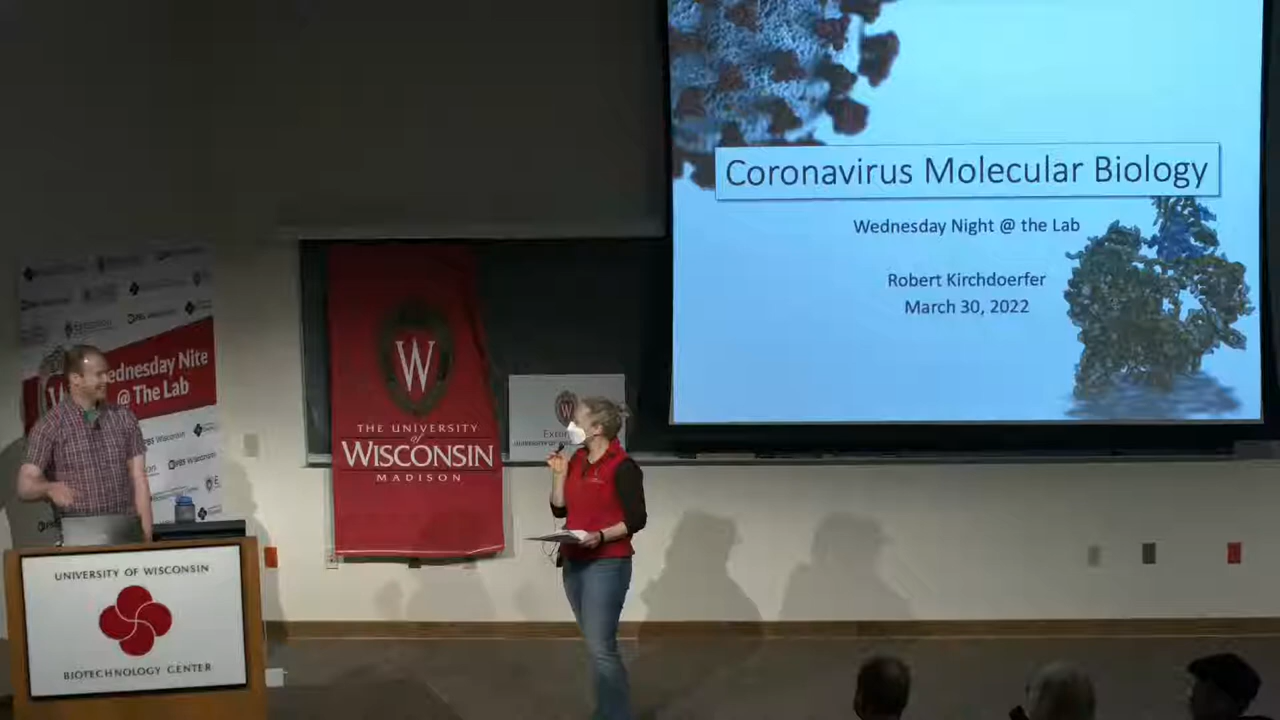 Coronavirus Molecular Biology
Wednesday Night @ the Lab
Robert Kirchdoerfer
March 30, 2022
Wednesday Nite
@ The Lab
W
THE UNIVERSITY
of
WISCONSIN
MADISON
UNIVERSITY OF WISCONSIN
BIOTECHNOLOGY CENTER